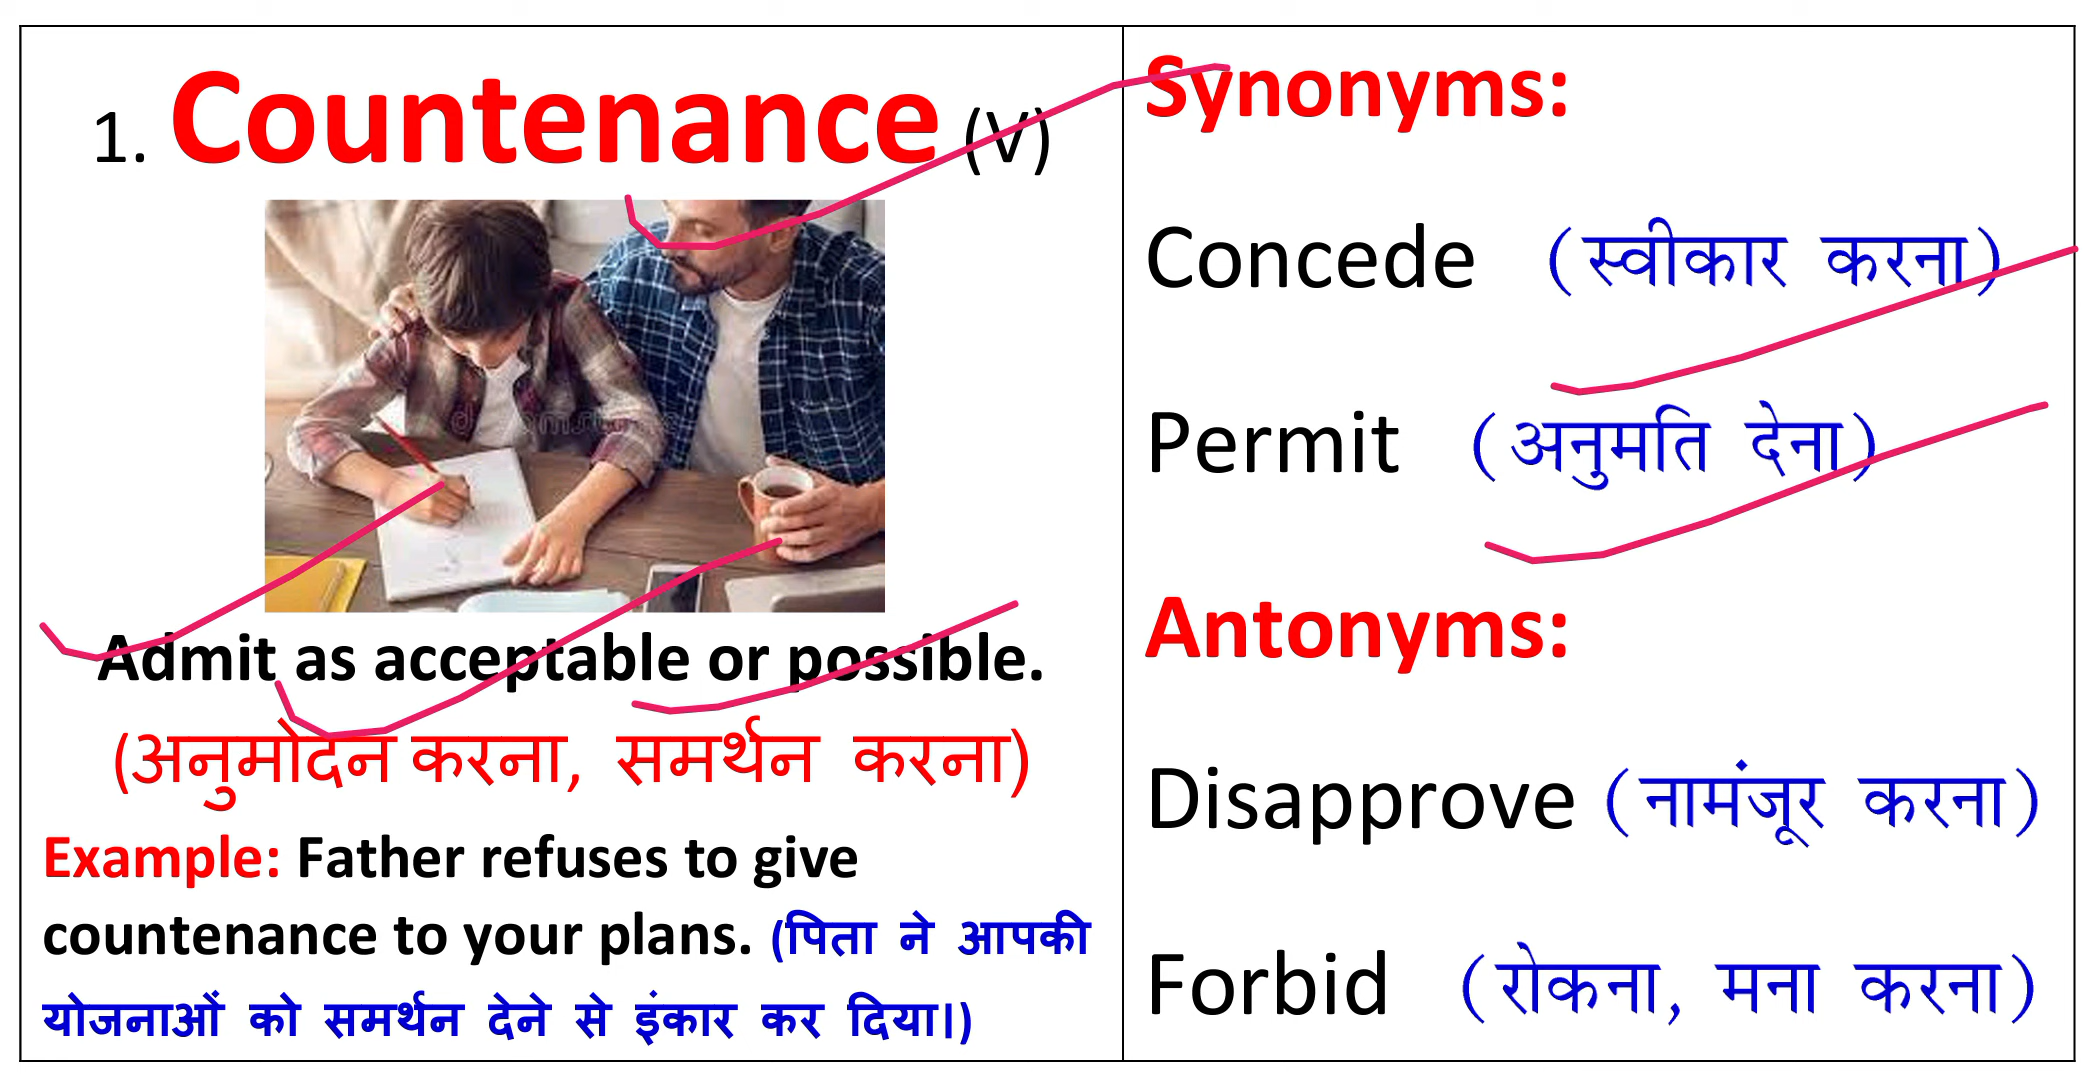 1. Countenance (V)
Admit as acceptable or possible.
(अनुमोदन करना, समर्थन करना)
Example: Father refuses to give
countenance to your plans. (पिता ने आपकी
योजनाओं को समर्थन देने से इंकार कर दिया।)
Synonyms:
Concede (स्वीकार करना)
Permit (अनुमति देना)
Antonyms:
Disapprove (नामंजूर करना)
Forbid (रोकना, मना करना)